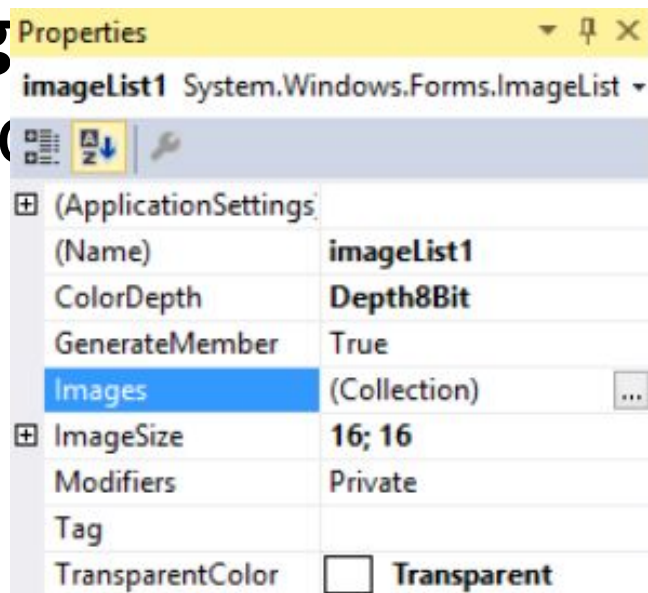 Properties
imageList1 System.Windows.Forms.ImageList
(ApplicationSettings)
(Name) imageList1
ColorDepth Depth8Bit
GenerateMember True
Images (Collection) ...
ImageSize 16; 16
Modifiers Private
Tag
TransparentColor Transparent